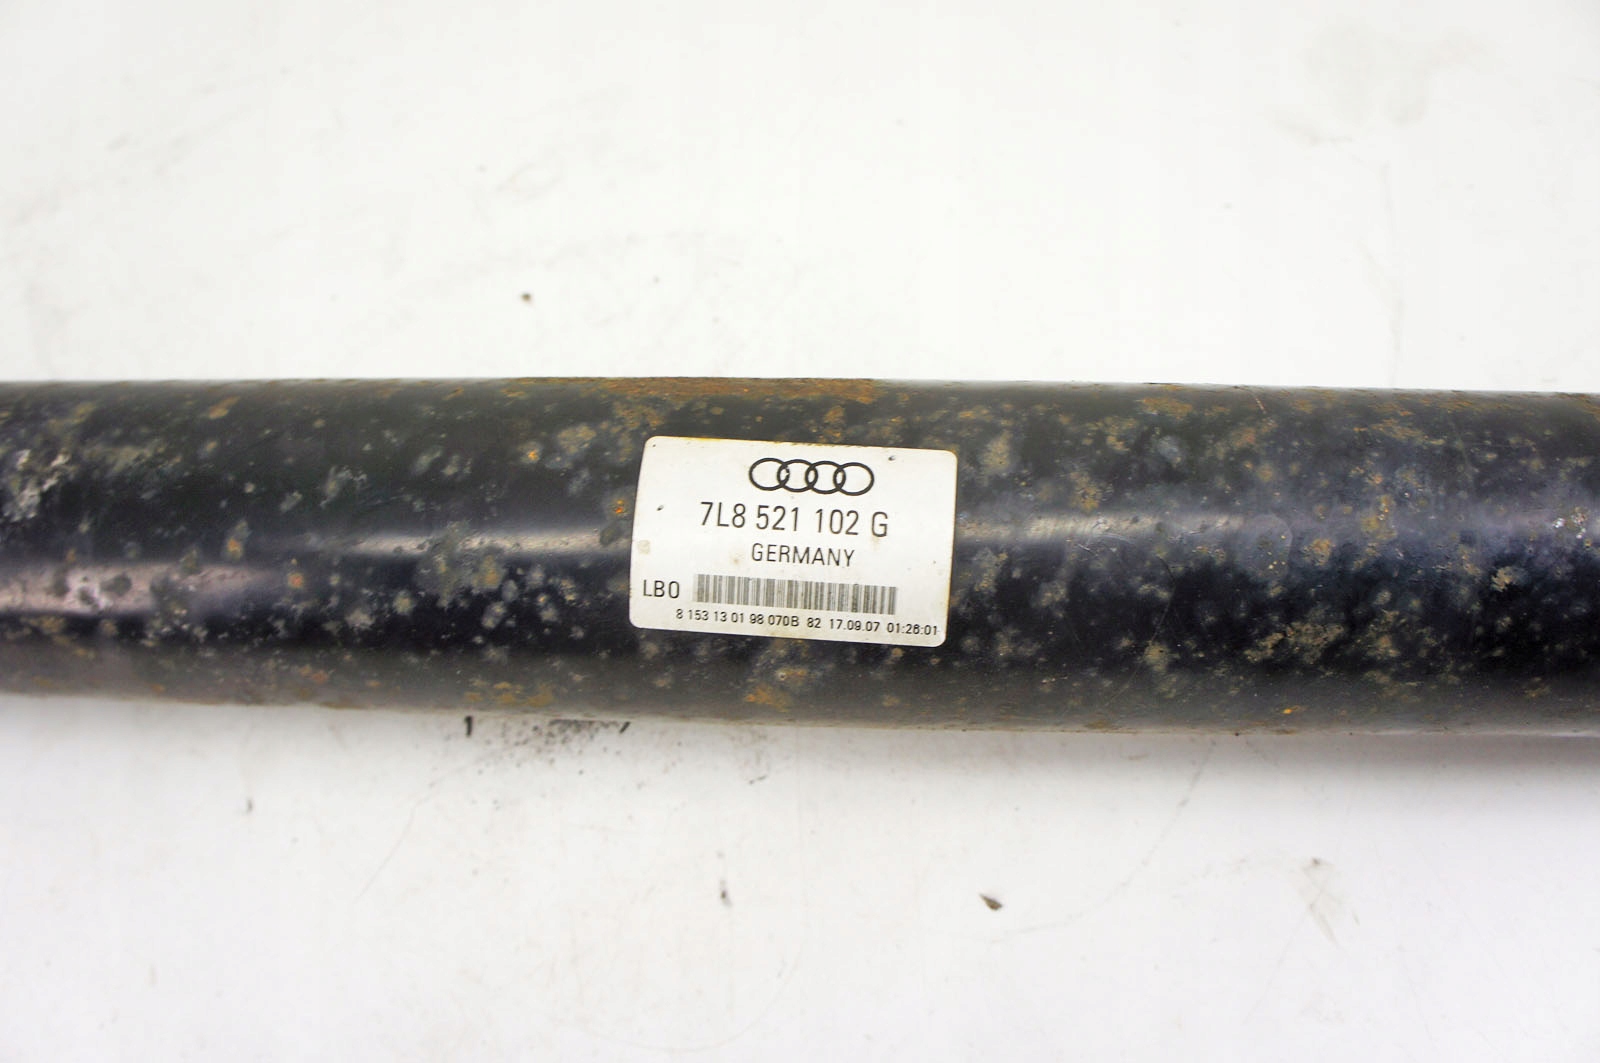 7L8 521 102 G
GERMANY
LBO
8 153 13 01 98 070B 82 17.09.07 01:26:01